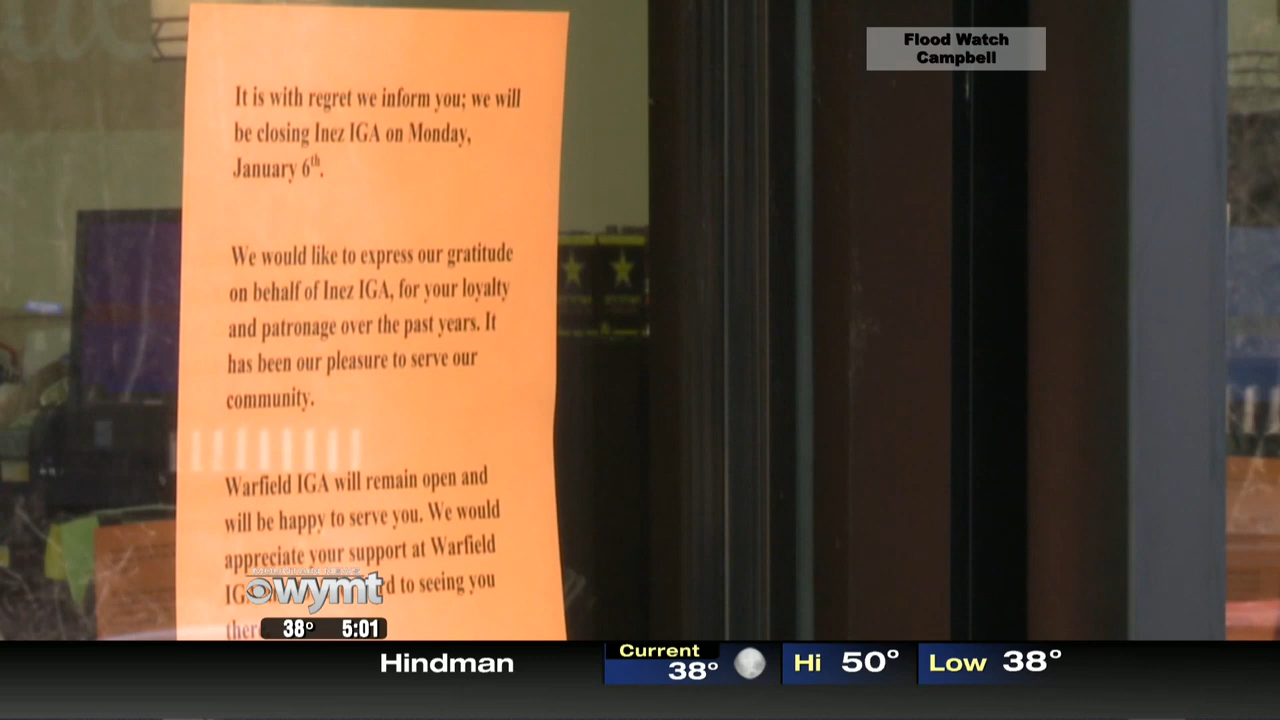 Flood Watch
Campbell
It is with regret we inform you; we will
be closing Inez IGA on Monday,
January 6th.
We would like to express our gratitude
on behalf of Inez IGA, for your loyalty
and patronage over the past years. It
has been our pleasure to serve our
community.
Warfield IGA will remain open and
will be happy to serve you. We would
appreciate your support at Warfield
to seeing you
wymt
38° 5:01
Hindman
Current
38°
Hi 50°
Low 38°